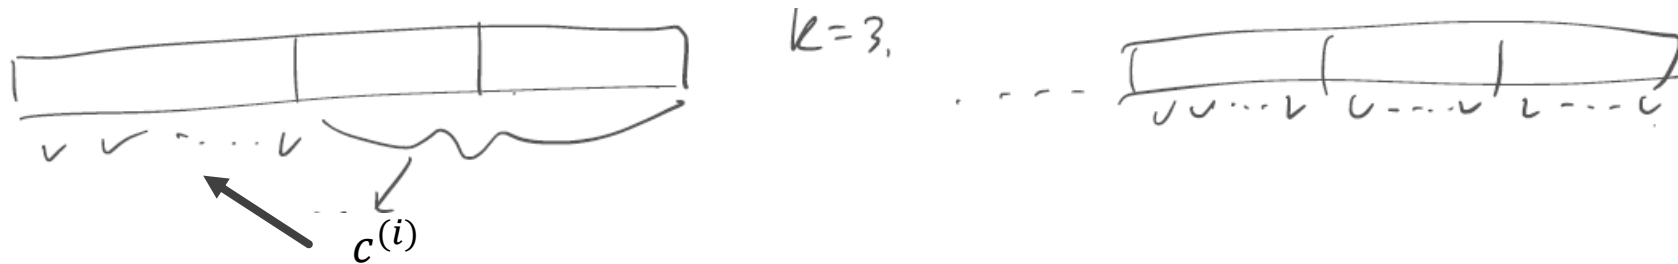 k = 3,
c^{(i)}